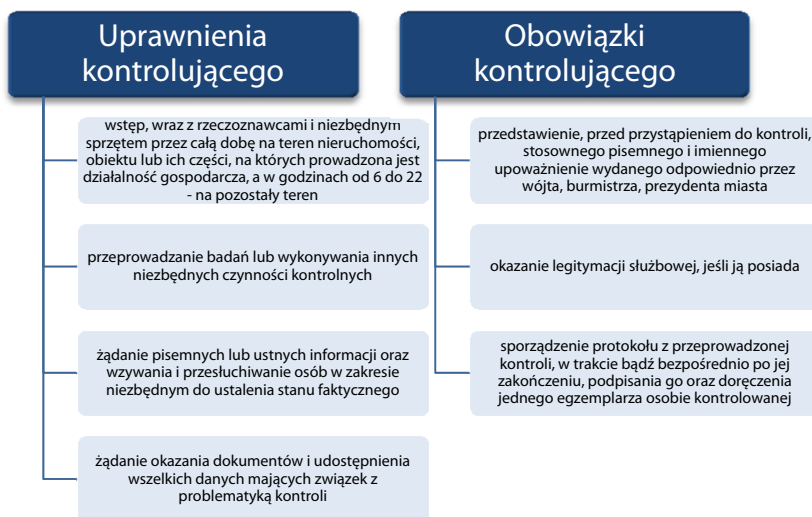 Uprawnienia
kontrolującego
wstęp, wraz z rzeczoznawcami i niezbędnym
sprzętem przez całą dobę na teren nieruchomości,
obiektu lub ich części, na których prowadzona jest
działalność gospodarcza, a w godzinach od 6 do 22
- na pozostały teren
przeprowadzanie badań lub wykonywania innych
niezbędnych czynności kontrolnych
żądanie pisemnych lub ustnych informacji oraz
wzywania i przesłuchiwanie osób w zakresie
niezbędnym do ustalenia stanu faktycznego
żądanie okazania dokumentów i udostępnienia
wszelkich danych mających związek z
problematyką kontroli
Obowiązki
kontrolującego
przedstawienie, przed przystąpieniem do kontroli,
stosownego pisemnego i imiennego
upoważnienie wydanego odpowiednio przez
wójta, burmistrza, prezydenta miasta
okazanie legitymacji służbowej, jeśli ją posiada
sporządzenie protokołu z przeprowadzonej
kontroli, w trakcie bądź bezpośrednio po jej
zakończeniu, podpisania go oraz doręczenia
jednego egzemplarza osobie kontrolowanej